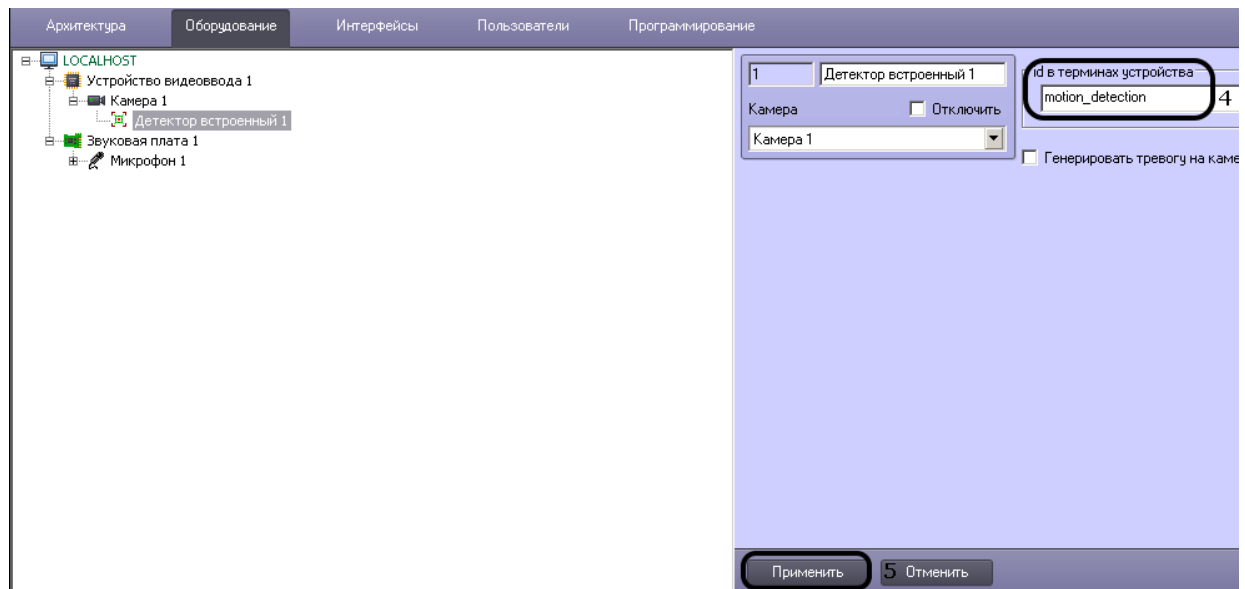 Архитектура Оборудование Интерфейсы Пользователи Программирование
LOCALHOST
Устройство видеоввода 1
Камера 1
Детектор встроенный 1
Звуковая плата 1
Микрофон 1
1 Детектор встроенный 1
Камера Отключить
Камера 1
id в терминах устройства
motion_detection 4
Генерировать тревогу на каме
Применить 5 Отменить